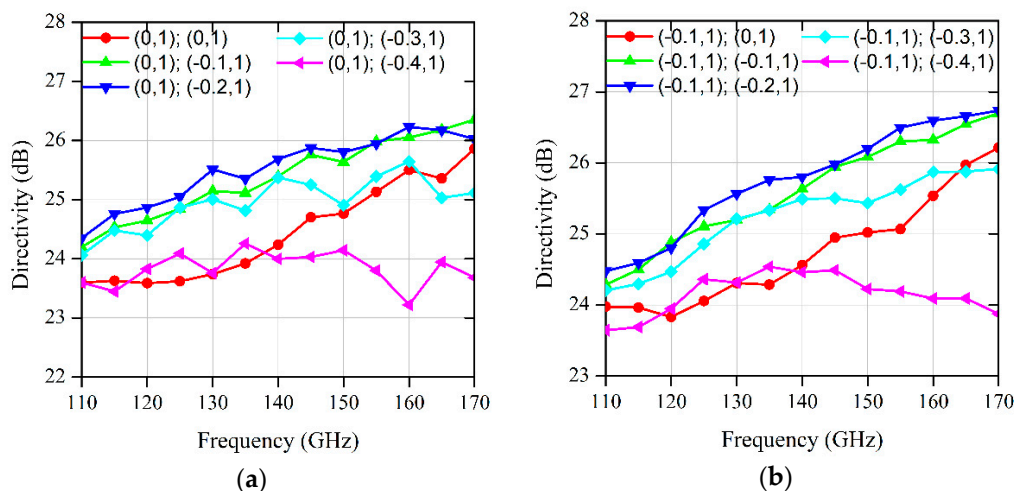 (a)
28
27
26
25
24
23
22
Directivity (dB)
(0,1); (0,1) (0,1); (-0.3,1)
(0,1); (-0.1,1) (0,1); (-0.4,1)
(0,1); (-0.2,1)
110 120 130 140 150 160 170
Frequency (GHz)
(b)
28
27
26
25
24
23
Directivity (dB)
(-0.1,1); (0,1) (-0.1,1); (-0.3,1)
(-0.1,1); (-0.1,1) (-0.1,1); (-0.4,1)
(-0.1,1); (-0.2,1)
110 120 130 140 150 160 170
Frequency (GHz)